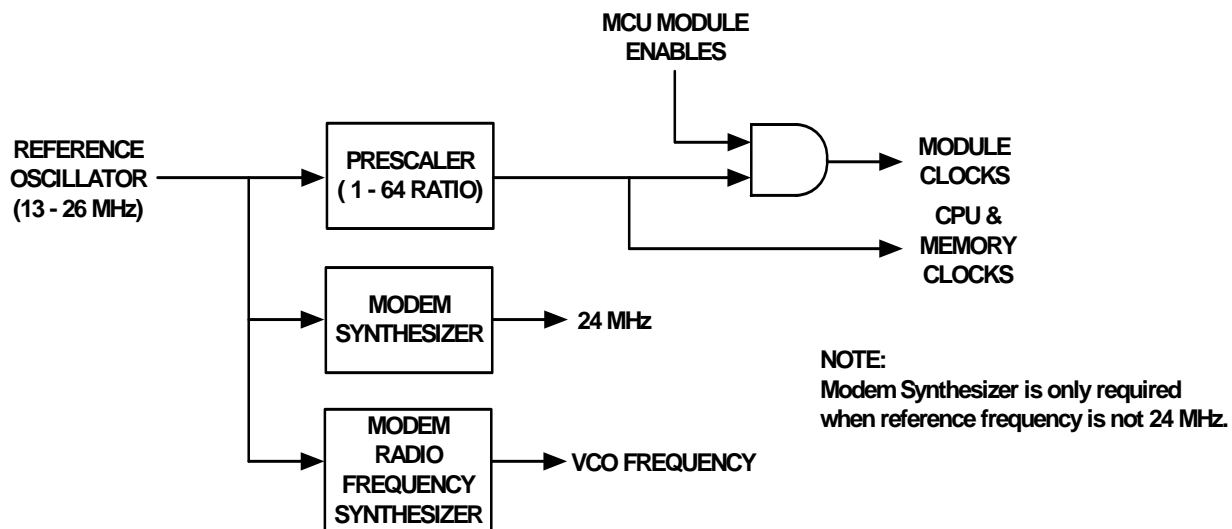 MCU MODULE
ENABLES
REFERENCE
OSCILLATOR
(13 - 26 MHz)
PRESCALER
( 1 - 64 RATIO)
MODULE
CLOCKS
CPU &
MEMORY
CLOCKS
MODEM
SYNTHESIZER
24 MHz
NOTE:
Modem Synthesizer is only required
when reference frequency is not 24 MHz.
MODEM
RADIO
FREQUENCY
SYNTHESIZER
VCO FREQUENCY